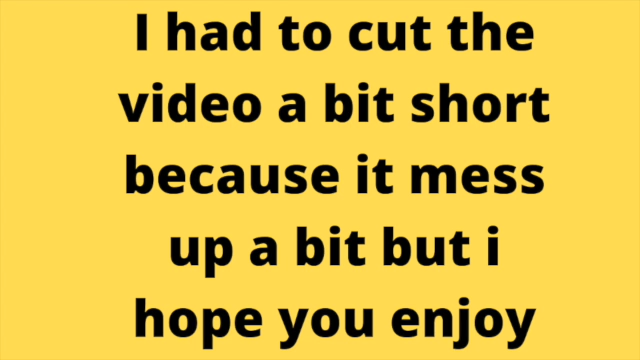 I had to cut the
video a bit short
because it mess
up a bit but i
hope you enjoy